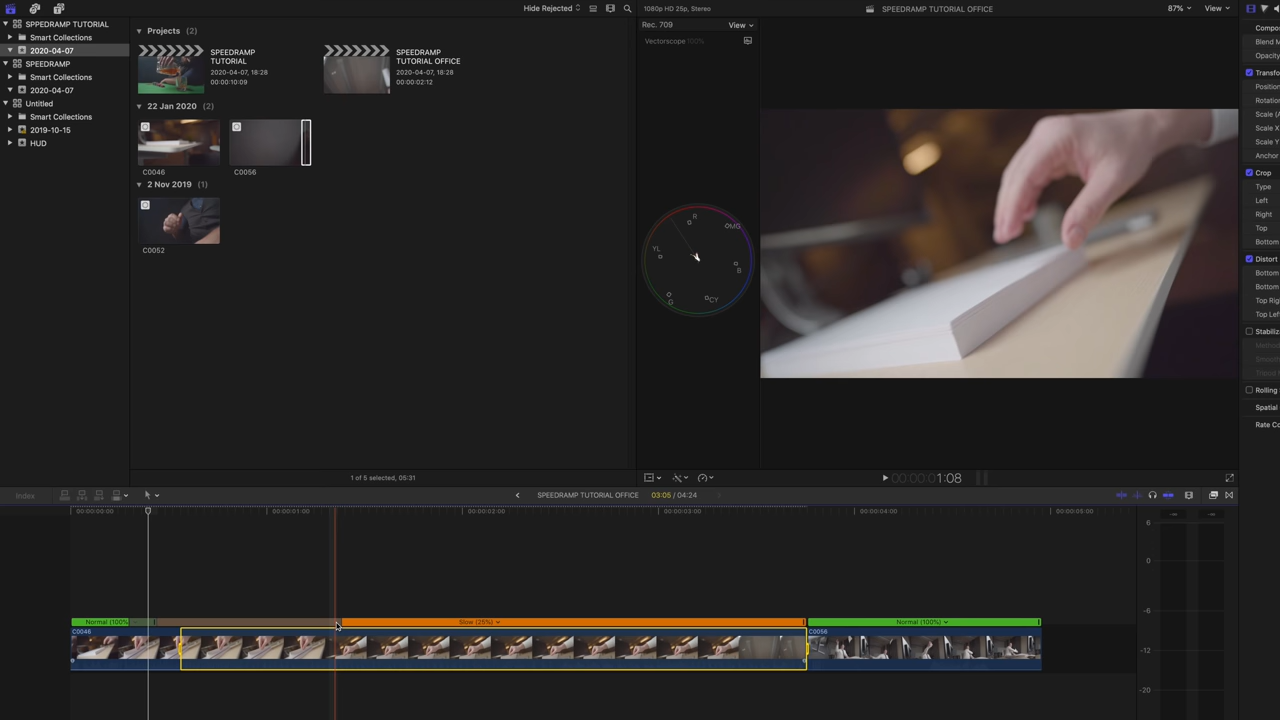 Hide Rejected
1080p HD 25p, Stereo
SPEEDRAMP TUTORIAL OFFICE
87%
View
SPEEDRAMP TUTORIAL
Smart Collections
2020-04-07
SPEEDRAMP
Smart Collections
2020-04-07
Untitled
Smart Collections
2019-10-15
HUD
Projects (2)
SPEEDRAMP
TUTORIAL
2020-04-07, 18:28
00:00:10:09
SPEEDRAMP
TUTORIAL OFFICE
2020-04-07, 18:28
00:00:02:12
22 Jan 2020 (2)
C0046
C0056
2 Nov 2019 (1)
C0052
1 of 5 selected, 05:31
Rec. 709
View
Vectorscope 100%
R
MG
B
CY
G
YL
00:00:00:01:08
Compos
Blend M
Opacity
Transfo
Position
Rotation
Scale (A
Scale X
Scale Y
Anchor
Crop
Type
Left
Right
Top
Bottom
Distort
Bottom
Bottom
Top Rig
Top Lef
Stabiliz
Method
Smooth
Tripod
Rolling
Spatial
Rate Co
Index
SPEEDRAMP TUTORIAL OFFICE
03:05 / 04:24
00:00:00:00
00:00:01:00
00:00:02:00
00:00:03:00
00:00:04:00
00:00:05:00
Normal (100%
Slow (25%)
Normal (100%)
C0046
C0056
6
0
-6
-12
-20